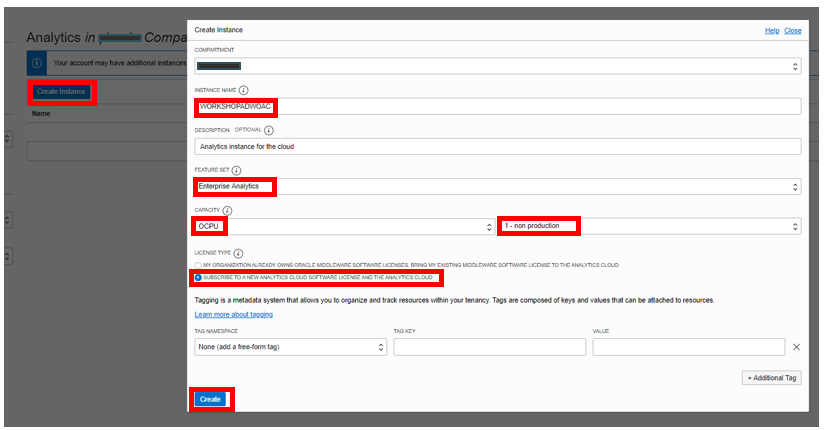 Analytics in
Compa
Your account may have additional instances
Create Instance
Name
Create Instance
Help Close
COMPARTMENT
INSTANCE NAME
WORKSHOPADWOAC
DESCRIPTION OPTIONAL
Analytics instance for the cloud
FEATURE SET
Enterprise Analytics
CAPACITY
OCPU
1 - non production
LICENSE TYPE
MY ORGANIZATION ALREADY OWNS ORACLE MIDDLEWARE SOFTWARE LICENSES. BRING MY EXISTING MIDDLEWARE SOFTWARE LICENSE TO THE ANALYTICS CLOUD
SUBSCRIBE TO A NEW ANALYTICS CLOUD SOFTWARE LICENSE AND THE ANALYTICS CLOUD
Tagging is a metadata system that allows you to organize and track resources within your tenancy. Tags are composed of keys and values that can be attached to resources.
Learn more about tagging
TAG NAMESPACE TAG KEY VALUE
None (add a free-form tag)
+ Additional Tag
Create